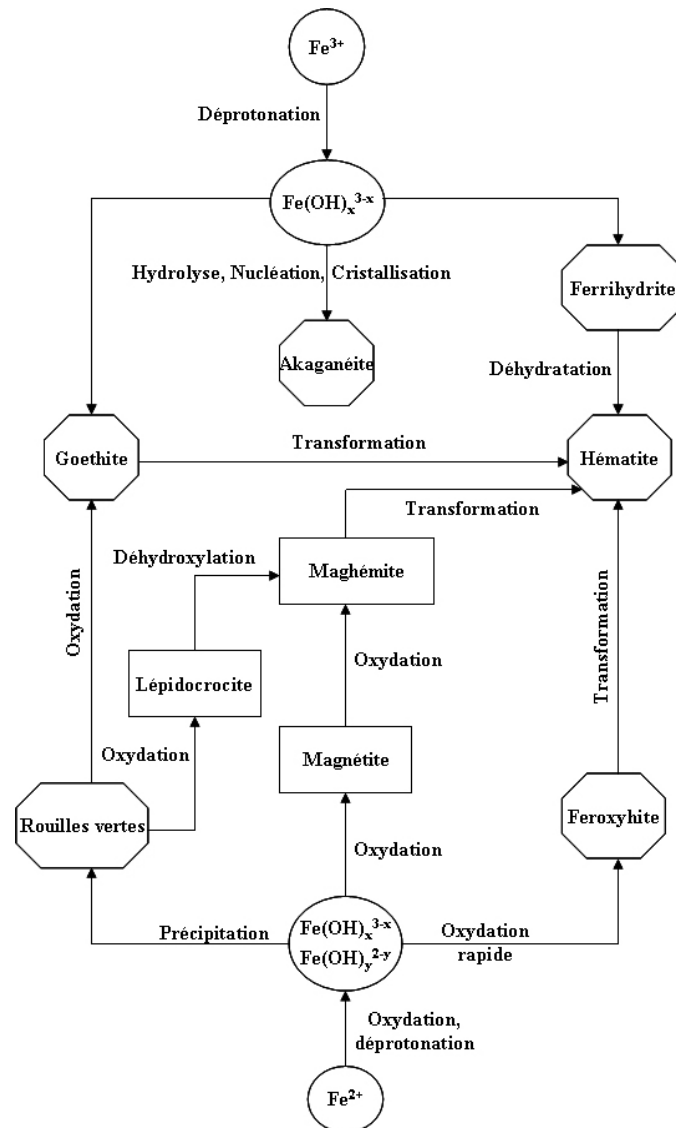 Fe³⁺
Déprotonation
Fe(OH)ₓ³⁻ˣ
Hydrolyse, Nucléation, Cristallisation
Ferrihydrite
Akaganéite
Déhydratation
Goethite
Transformation
Hématite
Transformation
Déhydroxylation
Maghémite
Oxydation
Transformation
Oxydation
Lépidocrocite
Oxydation
Magnétite
Rouilles vertes
Feroxyhite
Oxydation
Précipitation
Fe(OH)ₓ³⁻ˣ
Fe(OH)ᵧ²⁻ʸ
Oxydation
rapide
Oxydation,
déprotonation
Fe²⁺